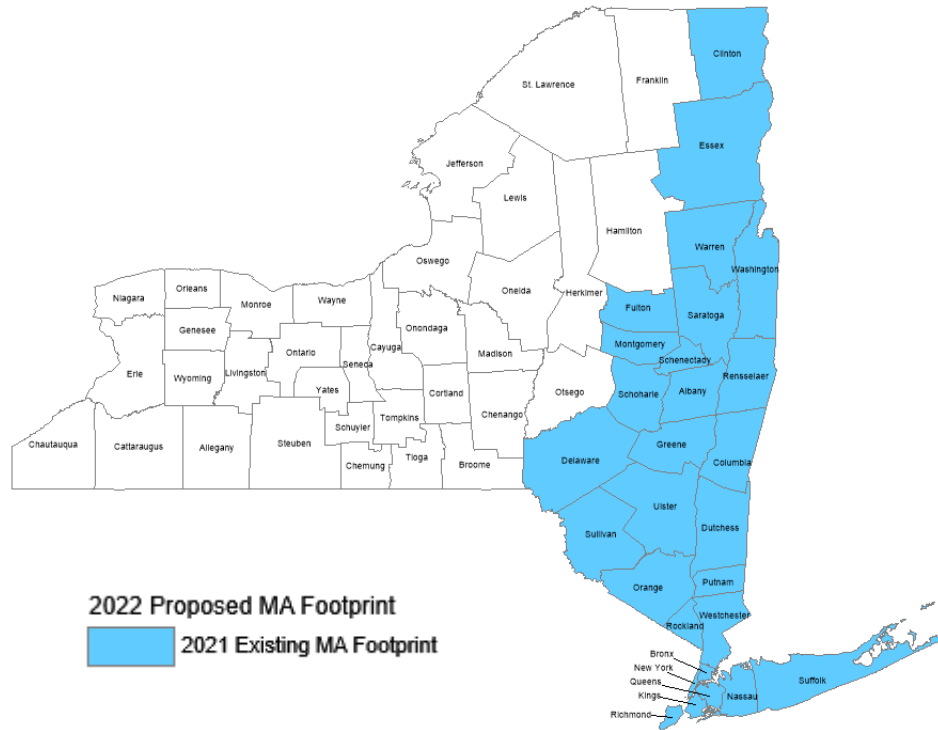 Clinton
Franklin
St. Lawrence
Essex
Jefferson
Lewis
Hamilton
Warren
Washington
Oswego
Oneida
Herkimer
Niagara
Orleans
Monroe
Wayne
Fulton
Saratoga
Genesee
Onondaga
Montgomery
Ontario
Cayuga
Madison
Schenectady
Seneca
Erie
Wyoming
Livingston
Rensselaer
Yates
Cortland
Otsego
Schoharie
Albany
Tompkins
Chenango
Schuyler
Chautauqua
Cattaraugus
Allegany
Steuben
Greene
Tioga
Delaware
Columbia
Chemung
Broome
Ulster
Sullivan
Dutchess
Putnam
Orange
2022 Proposed MA Footprint
Westchester
Rockland
2021 Existing MA Footprint
Bronx
New York
Queens
Suffolk
Kings
Nassau
Richmond